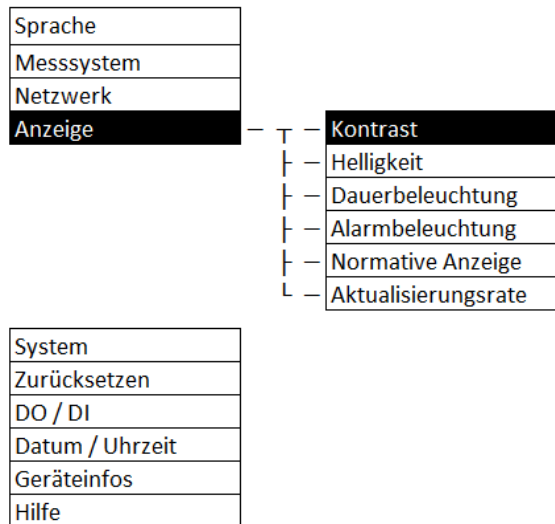 Sprache
Messsystem
Netzwerk
Anzeige
Kontrast
Helligkeit
Dauerbeleuchtung
Alarmbeleuchtung
Normative Anzeige
Aktualisierungsrate
System
Zurücksetzen
DO / DI
Datum / Uhrzeit
Geräteinfos
Hilfe